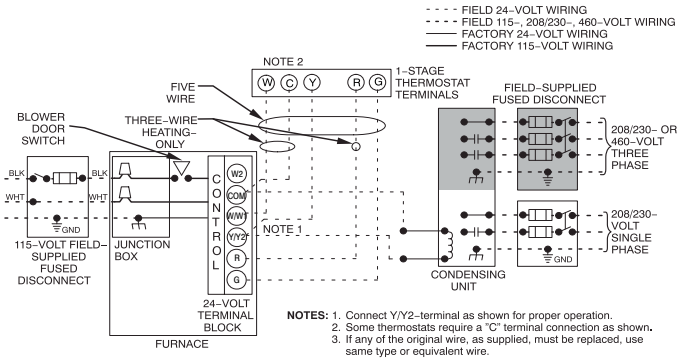 FIELD 24-VOLT WIRING
FIELD 115-, 208/230-, 460-VOLT WIRING
FACTORY 24-VOLT WIRING
FACTORY 115-VOLT WIRING
NOTE 2
W C Y R G
1-STAGE
THERMOSTAT
TERMINALS
FIVE
WIRE
THREE-WIRE
HEATING-
ONLY
BLOWER
DOOR
SWITCH
FIELD-SUPPLIED
FUSED DISCONNECT
208/230- OR
460-VOLT
THREE
PHASE
GND
BLK
BLK
WHT
WHT
GND
115-VOLT FIELD-
SUPPLIED
FUSED
DISCONNECT
JUNCTION
BOX
CONTROL
W2
COM
W/W1
Y/Y2
R
G
NOTE 1
24-VOLT
TERMINAL
BLOCK
FURNACE
CONDENSING
UNIT
208/230-
VOLT
SINGLE
PHASE
GND
NOTES: 1. Connect Y/Y2-terminal as shown for proper operation.
2. Some thermostats require a "C" terminal connection as shown.
3. If any of the original wire, as supplied, must be replaced, use
same type or equivalent wire.